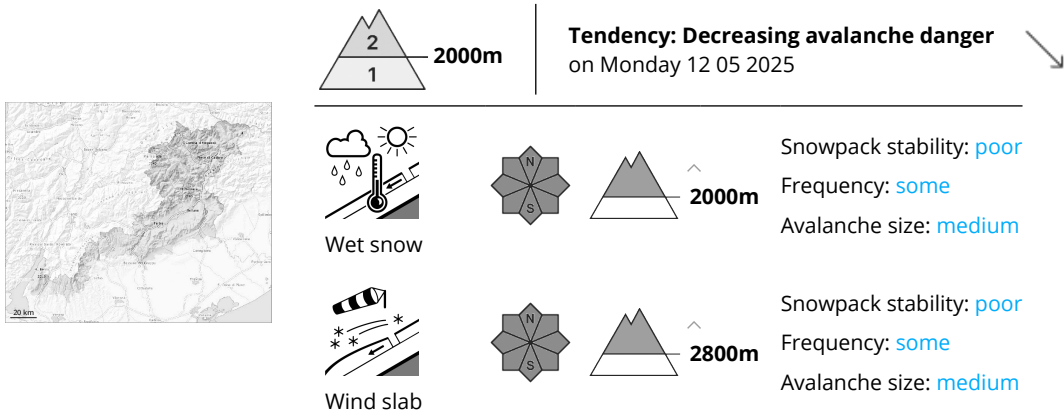 2
1
2000m
Tendency: Decreasing avalanche danger
on Monday 12 05 2025
20 km
N
S
2000m
Snowpack stability: poor
Frequency: some
Avalanche size: medium
Wet snow
N
S
2800m
Snowpack stability: poor
Frequency: some
Avalanche size: medium
Wind slab